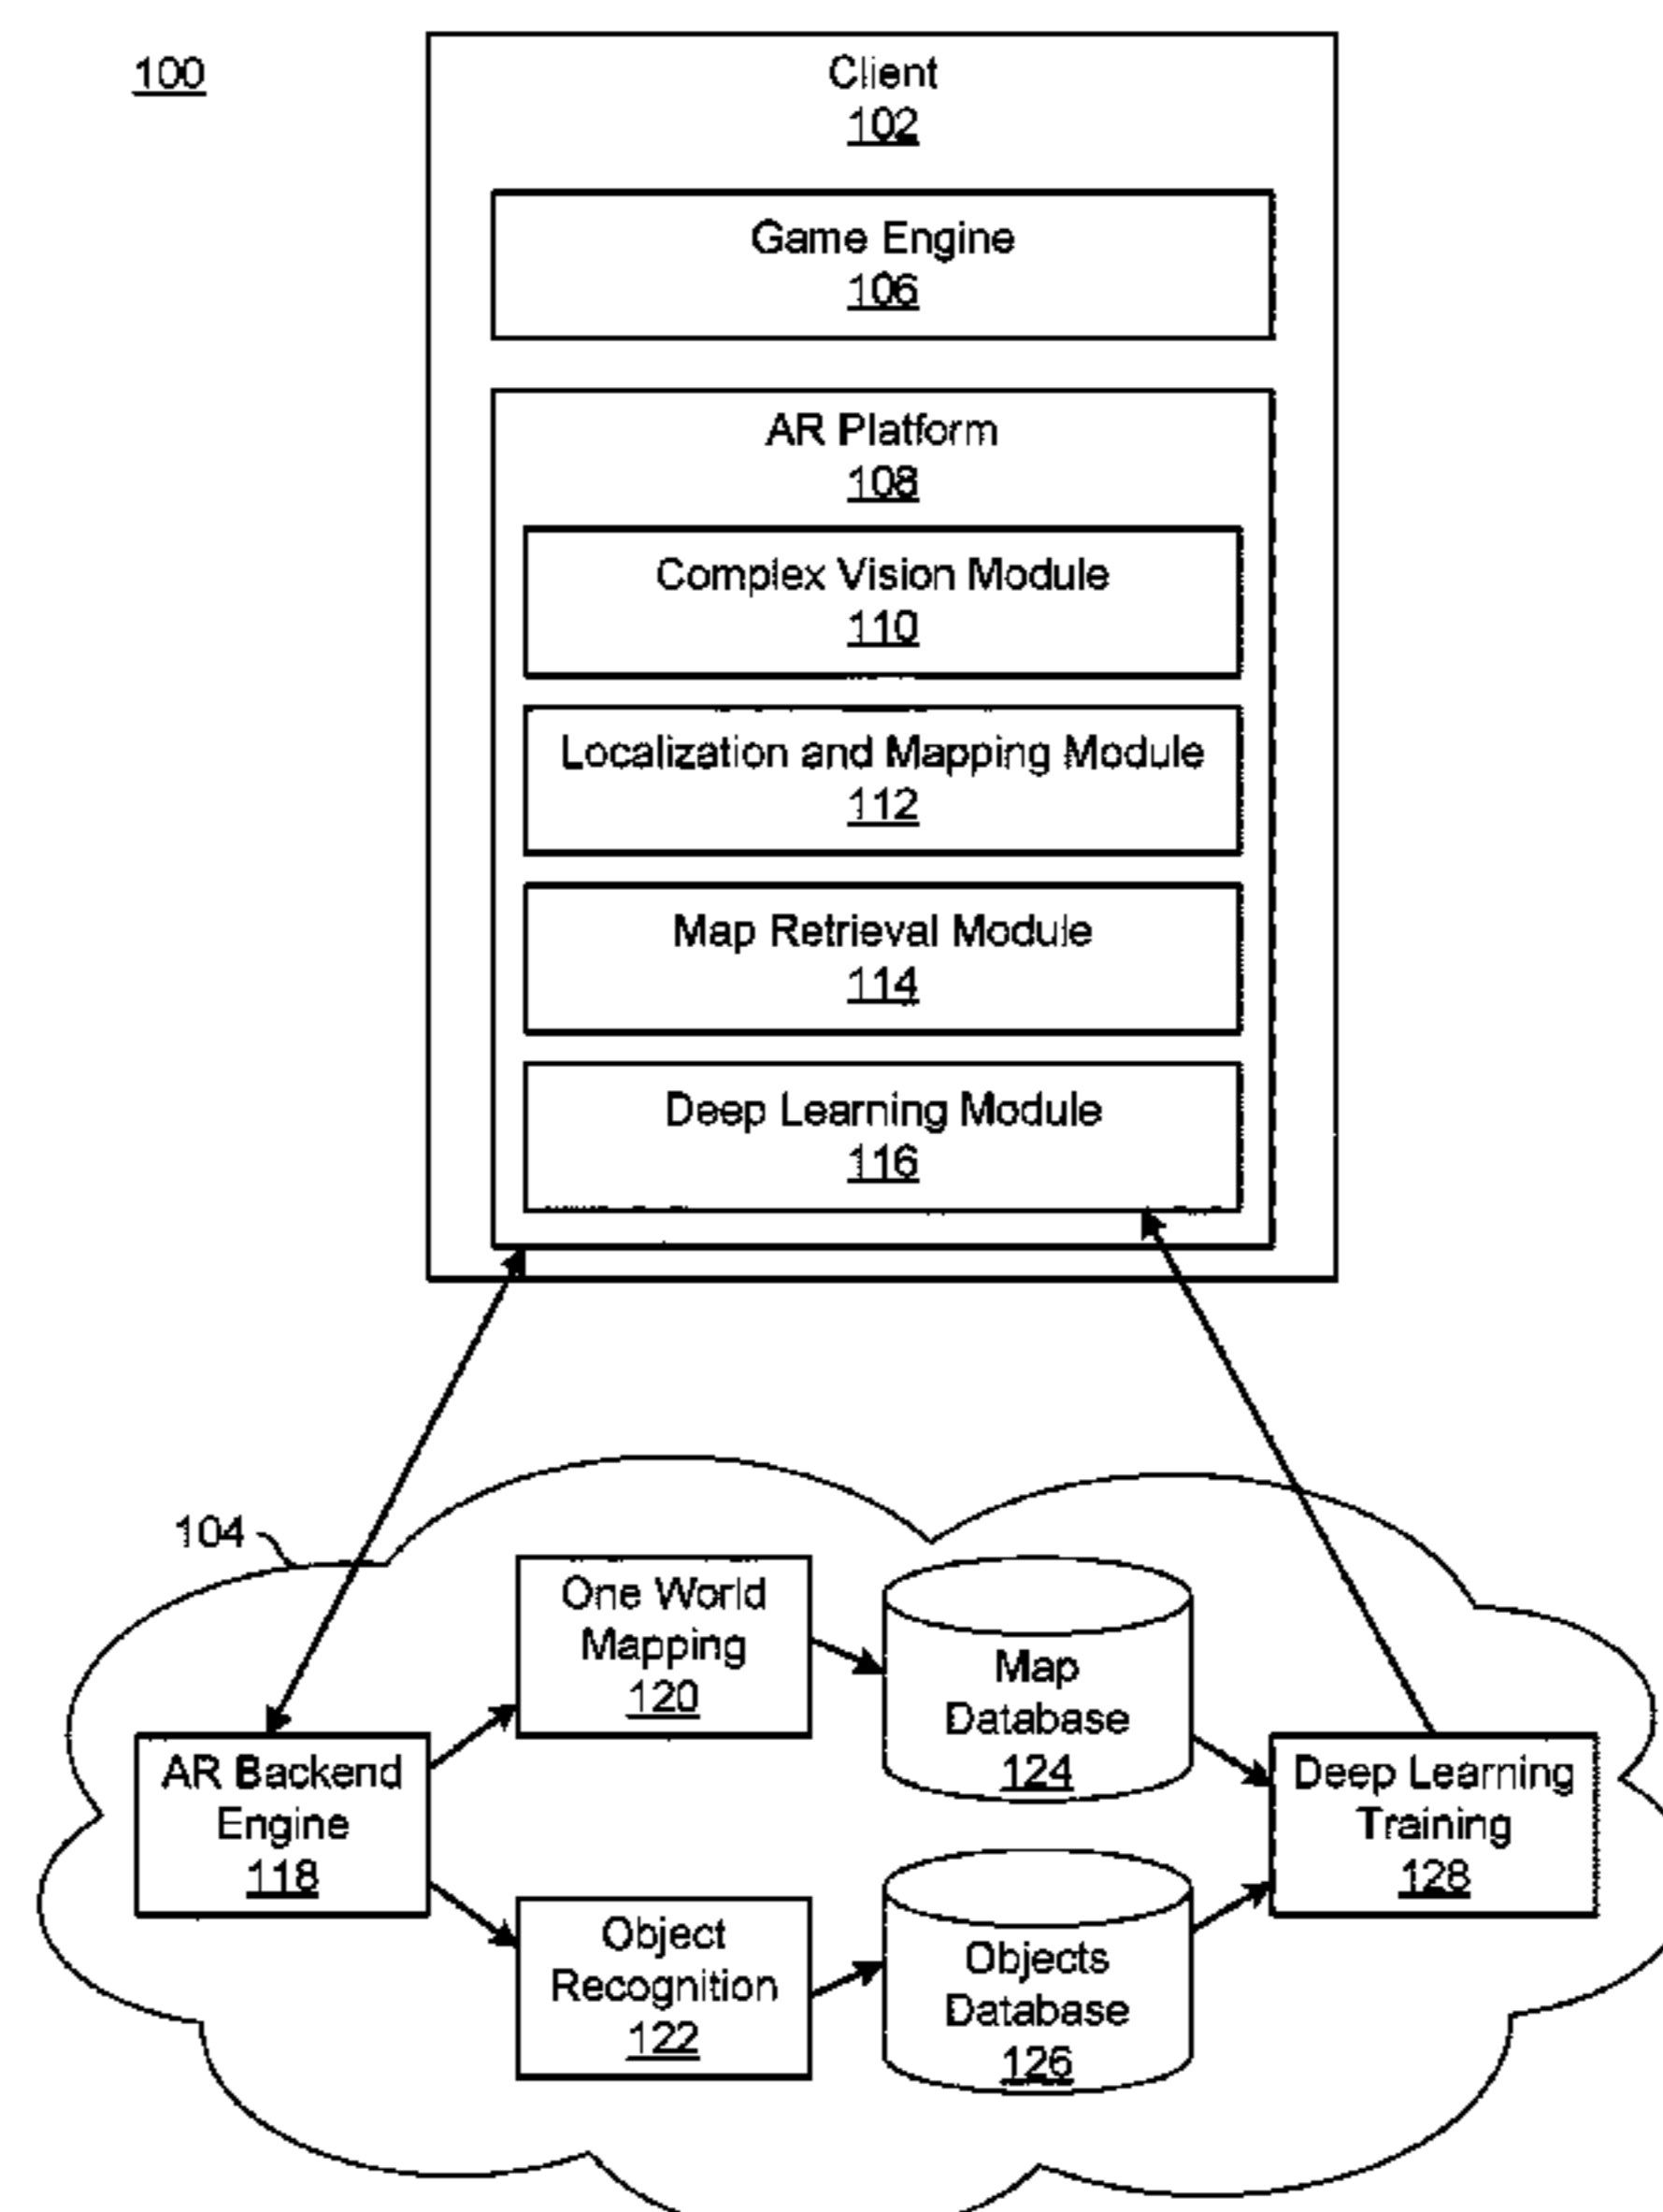 100
Client
102
Game Engine
106
AR Platform
108
Complex Vision Module
110
Localization and Mapping Module
112
Map Retrieval Module
114
Deep Learning Module
116
104
One World
Mapping
120
Map
Database
124
AR Backend
Engine
118
Deep Learning
Training
128
Object
Recognition
122
Objects
Database
126